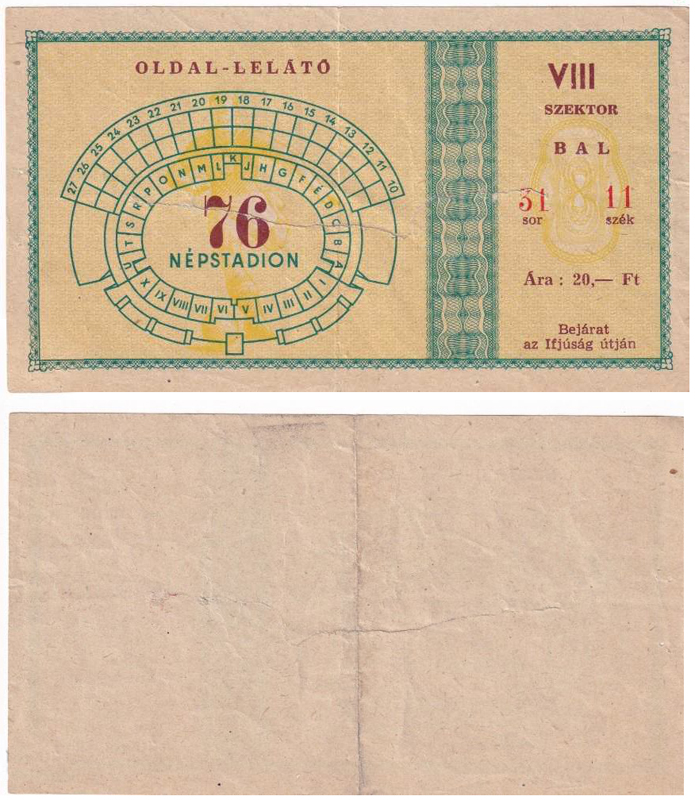 OLDAL-LELÁTÓ
27 26 25 24 23 22 21 20 19 18 17 16 15 14 13 12 11 10
U T S R P O N M L K J H G F É D C B A
76
NÉPSTADION
X IX VIII VII VI V IV III II I
VIII
SZEKTOR
BAL
31 11
sor szék
Ára : 20,— Ft
Bejárat
az Ifjúság útján